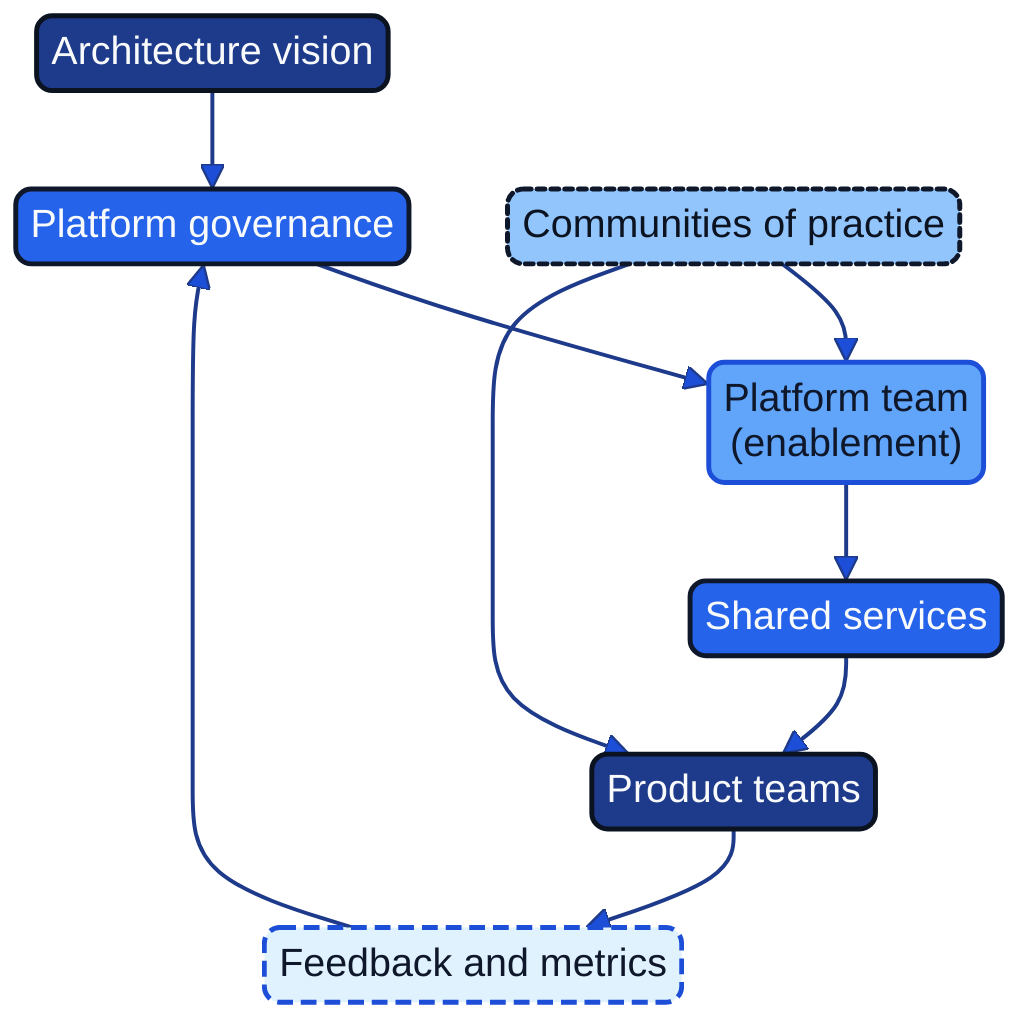 Architecture vision
Platform governance
Communities of practice
Platform team
(enablement)
Shared services
Product teams
Feedback and metrics